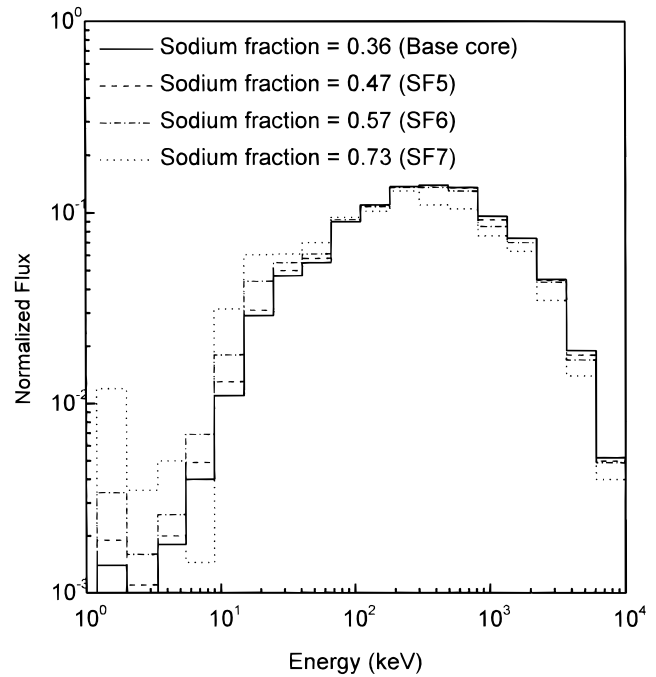 10⁰
Sodium fraction = 0.36 (Base core)
Sodium fraction = 0.47 (SF5)
Sodium fraction = 0.57 (SF6)
Sodium fraction = 0.73 (SF7)
10⁻¹
Normalized Flux
10⁻²
10⁻³
10⁰ 10¹ 10² 10³ 10⁴
Energy (keV)